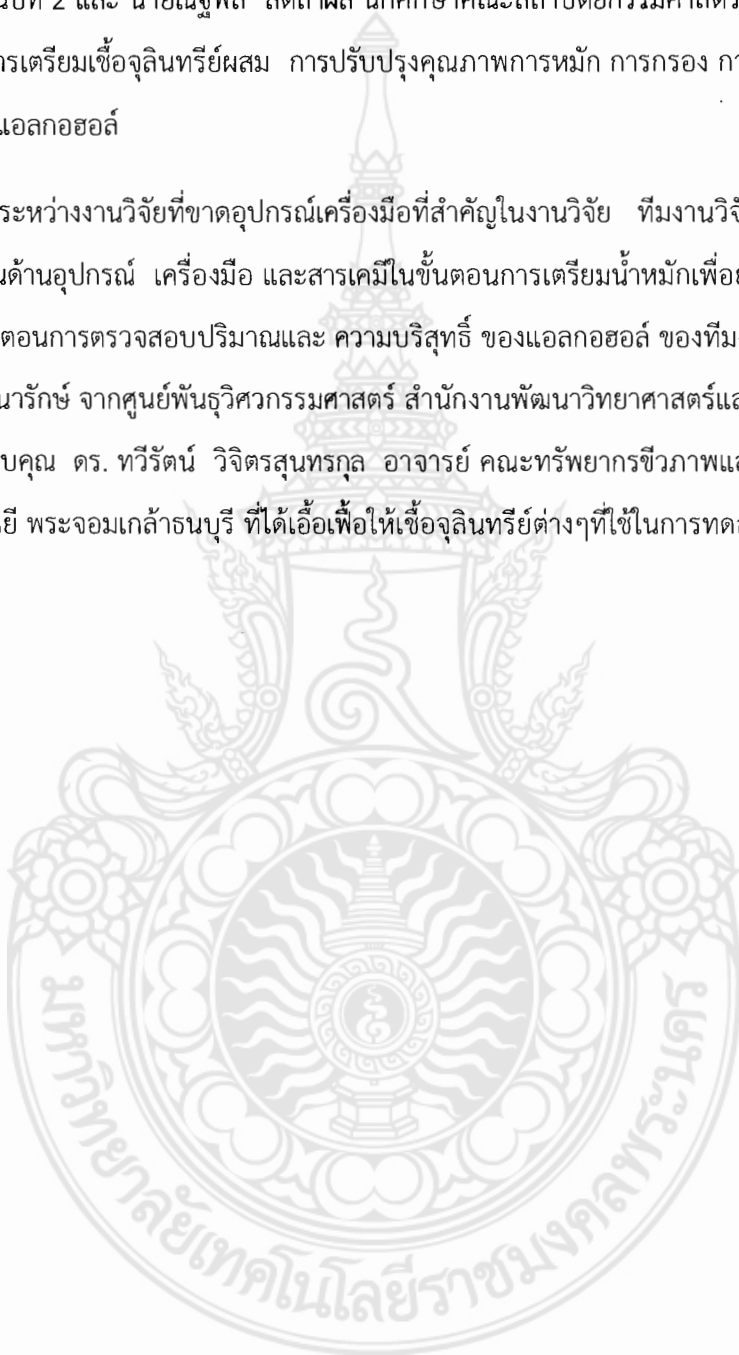 นปีที่ 2 และ นายณัฐพล
ารเตรียมเชื้อจุลินทรีย์ผสม การปรับปรุงคุณภาพการหมัก การกรอง กา
แอลกอฮอล์
ระหว่างงานวิจัยที่ขาดอุปกรณ์เครื่องมือที่สำคัญในงานวิจัย ทีมงานวิจั
นด้านอุปกรณ์ เครื่องมือ และสารเคมีในขั้นตอนการเตรียมน้ำหมักเพื่อย
ตอนการตรวจสอบปริมาณและ ความบริสุทธิ์ ของแอลกอฮอล์ ของทีม
นารักษ์ จากศูนย์พันธุวิศวกรรมศาสตร์ สำนักงานพัฒนาวิทยาศาสตร์แล
บคุณ ดร. ทวีรัตน์ วิจิตรสุนทรกุล อาจารย์ คณะทรัพยากรชีวภาพแล
ยี พระจอมเกล้าธนบุรี ที่ได้เอื้อเฟื้อให้เชื้อจุลินทรีย์ต่างๆที่ใช้ในการทด
มหาวิทยาลัยเทคโนโลยีราชมงคลพระนคร